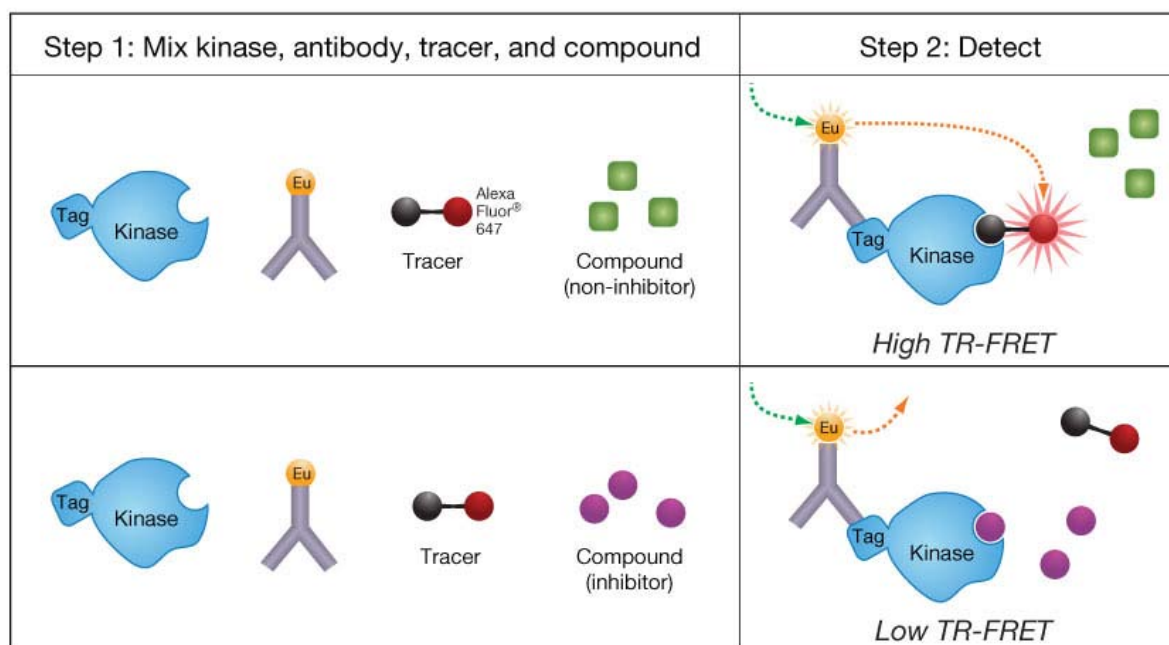 Step 1: Mix kinase, antibody, tracer, and compound
Step 2: Detect
Tag
Kinase
Eu
Alexa
Fluor®
647
Tracer
Compound
(non-inhibitor)
Eu
Tag
Kinase
High TR-FRET
Tag
Kinase
Eu
Tracer
Compound
(inhibitor)
Eu
Tag
Kinase
Low TR-FRET